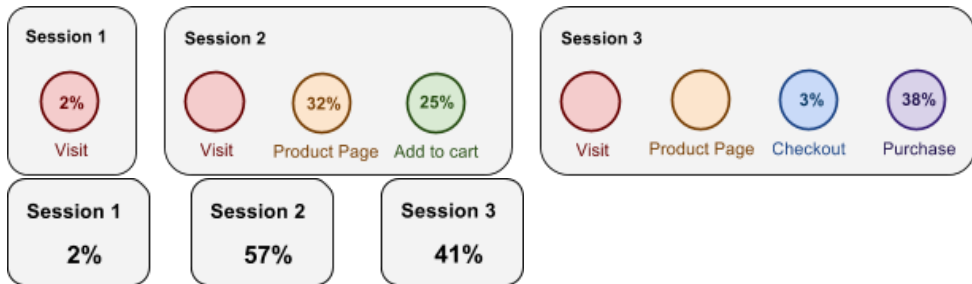 Session 1
2%
Visit
Session 2
32%
25%
Visit
Product Page
Add to cart
Session 3
3%
38%
Visit
Product Page
Checkout
Purchase
Session 1
2%
Session 2
57%
Session 3
41%